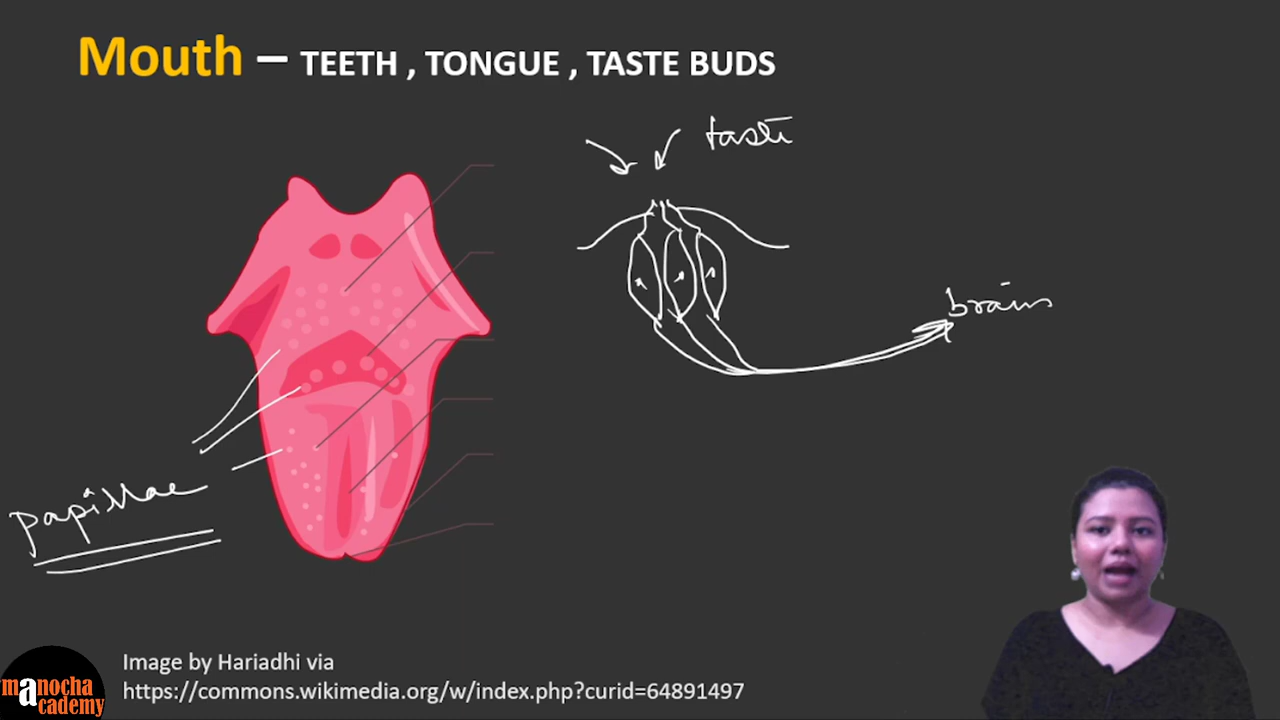 Mouth – TEETH , TONGUE , TASTE BUDS
taste
brain
papillae
Image by Hariadhi via
https://commons.wikimedia.org/w/index.php?curid=64891497
manocha
academy